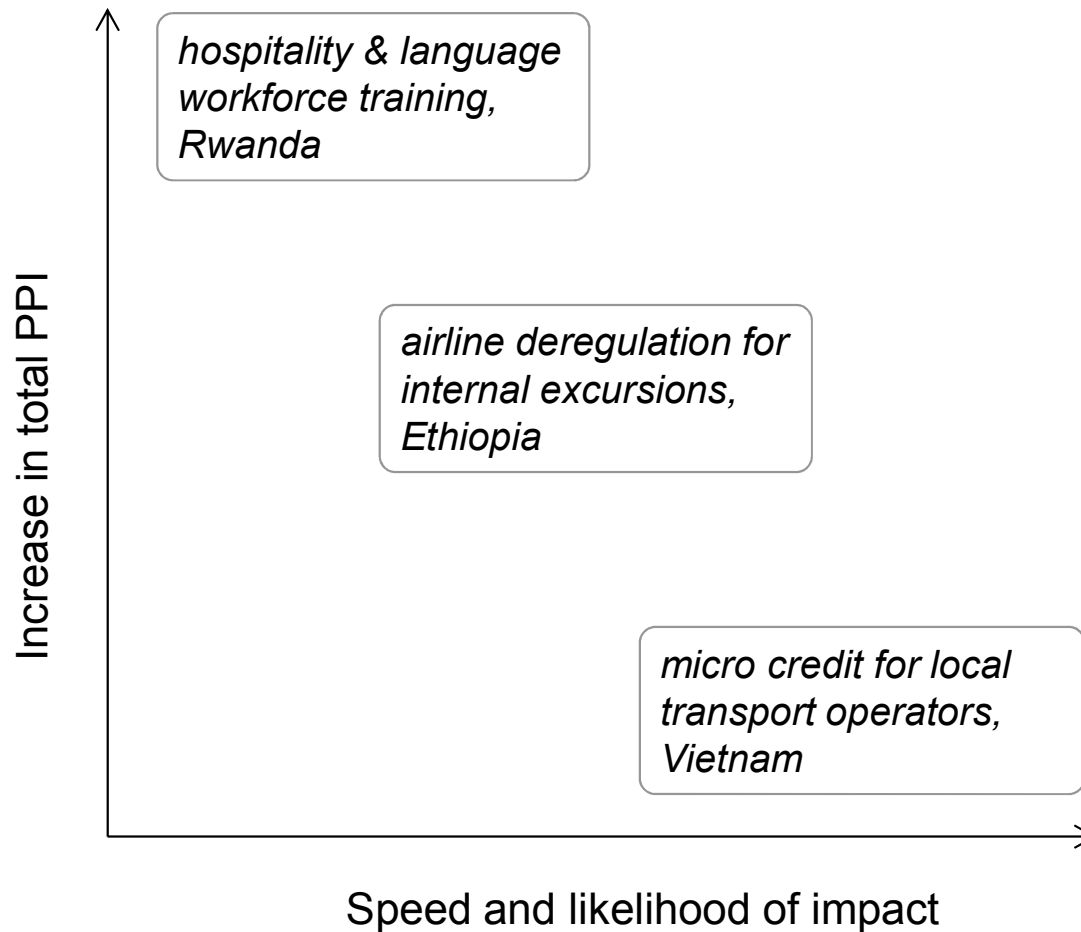 hospitality & language
workforce training,
Rwanda
Increase in total PPI
airline deregulation for
internal excursions,
Ethiopia
micro credit for local
transport operators,
Vietnam
Speed and likelihood of impact